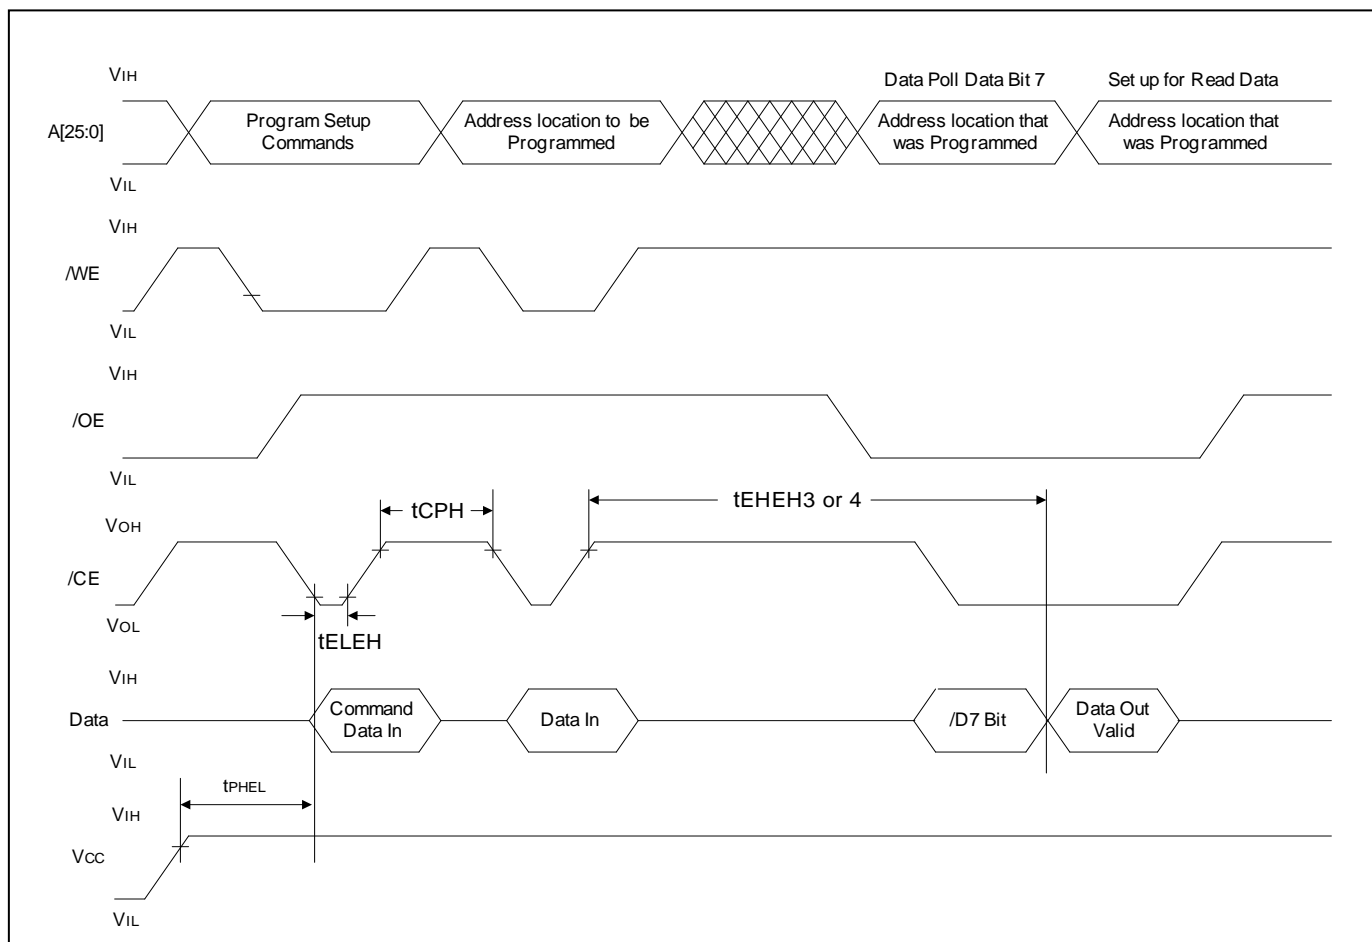 VIH
Data Poll Data Bit 7
Set up for Read Data
A[25:0]
Program Setup
Commands
Address location to be
Programmed
Address location that
was Programmed
Address location that
was Programmed
VIL
VIH
/WE
VIL
VIH
/OE
VIL
tCPH
tEHEH3 or 4
VOH
/CE
VOL
tELEH
VIH
Data
Command
Data In
Data In
/D7 Bit
Data Out
Valid
VIL
tPHEL
VIH
VCC
VIL